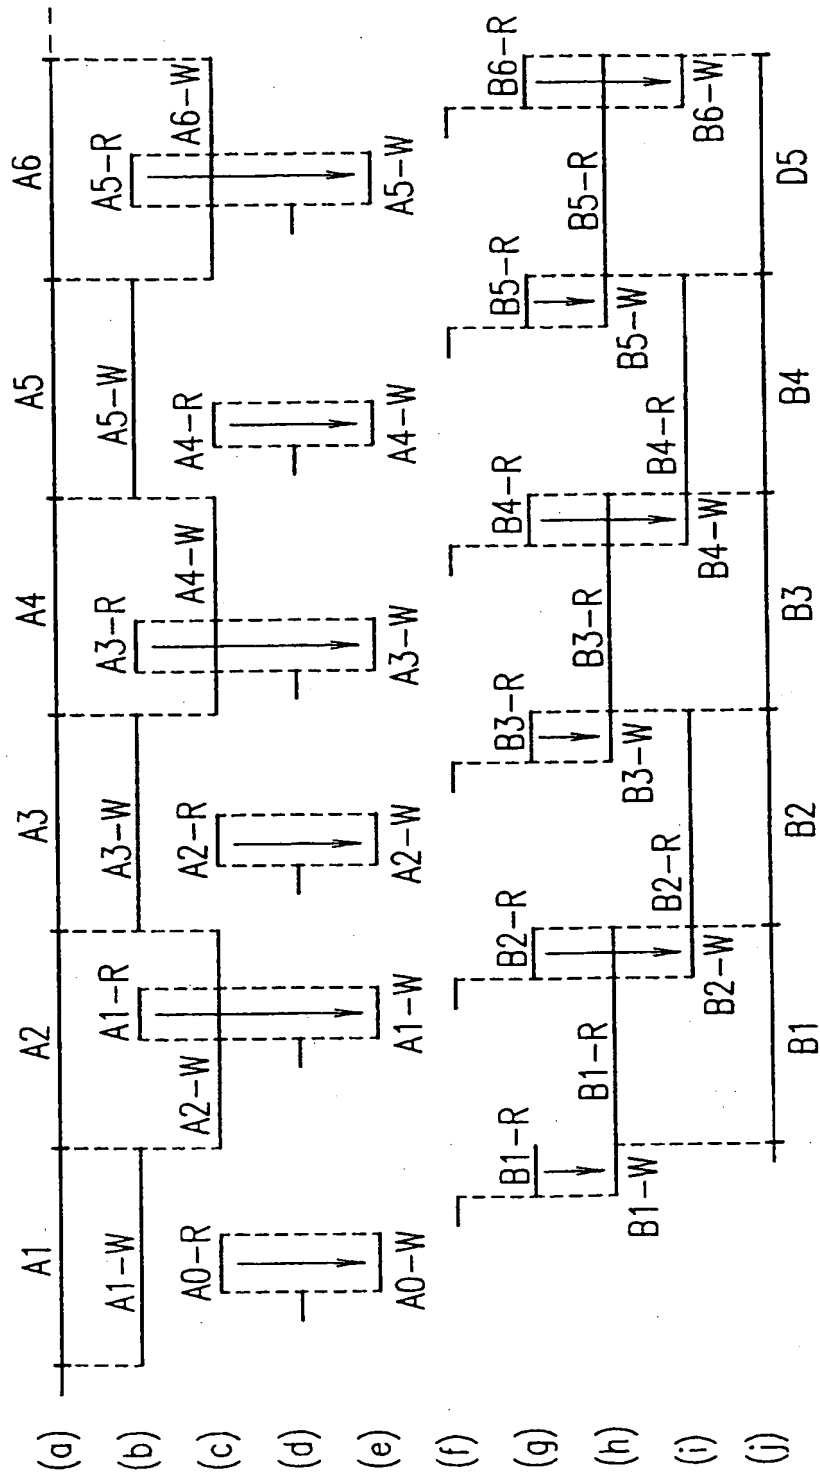 (a) A1 A2 A3 A4 A5 A6
(b) A1-W A1-R A3-W A3-R A5-W A5-R
(c) A0-R A2-W A2-R A4-W A4-R A6-W
(d)
(e) A0-W A1-W A2-W A3-W A4-W A5-W
(f)
(g) B1-R B2-R B3-R B4-R B5-R B6-R
(h) B1-W B1-R B3-W B3-R B5-W B5-R
(i) B2-W B2-R B4-W B4-R B6-W
(j) B1 B2 B3 B4 D5